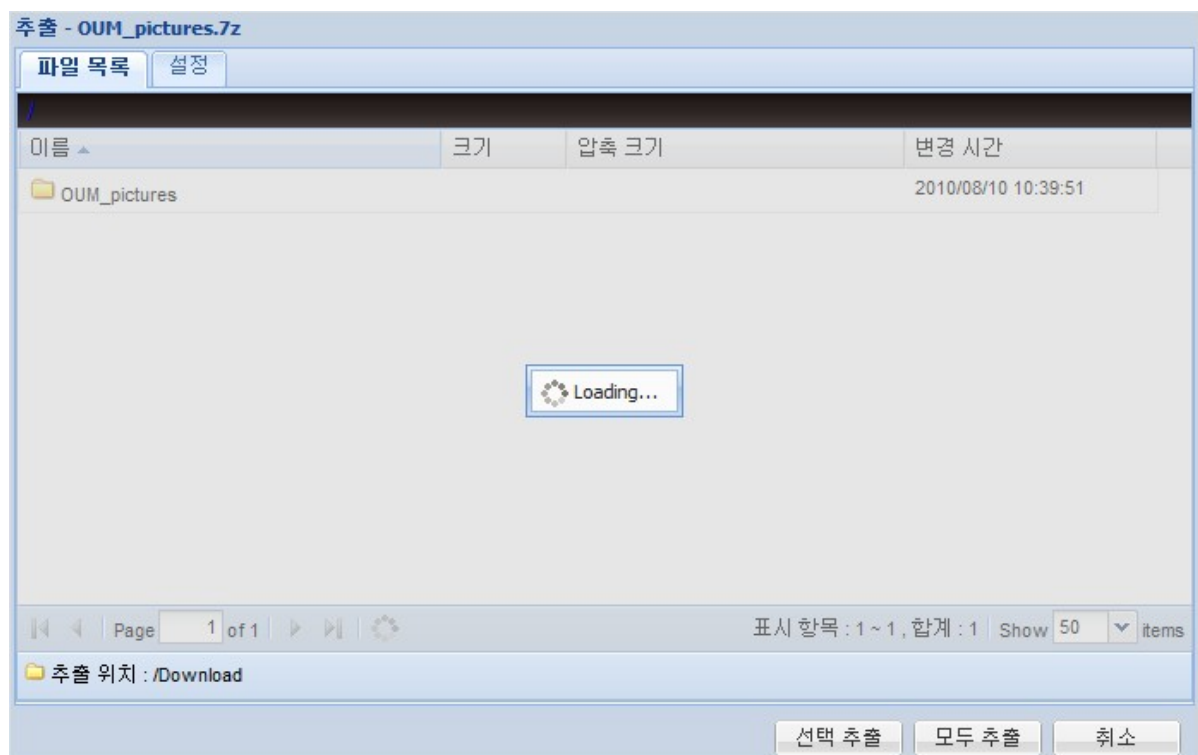 추출 - OUM_pictures.7z
파일 목록 설정
/
이름 크기 압축 크기 변경 시간
OUM_pictures 2010/08/10 10:39:51
Loading...
Page 1 of 1 표시 항목 : 1 ~ 1 , 합계 : 1 Show 50 items
추출 위치 : /Download
선택 추출 모두 추출 취소